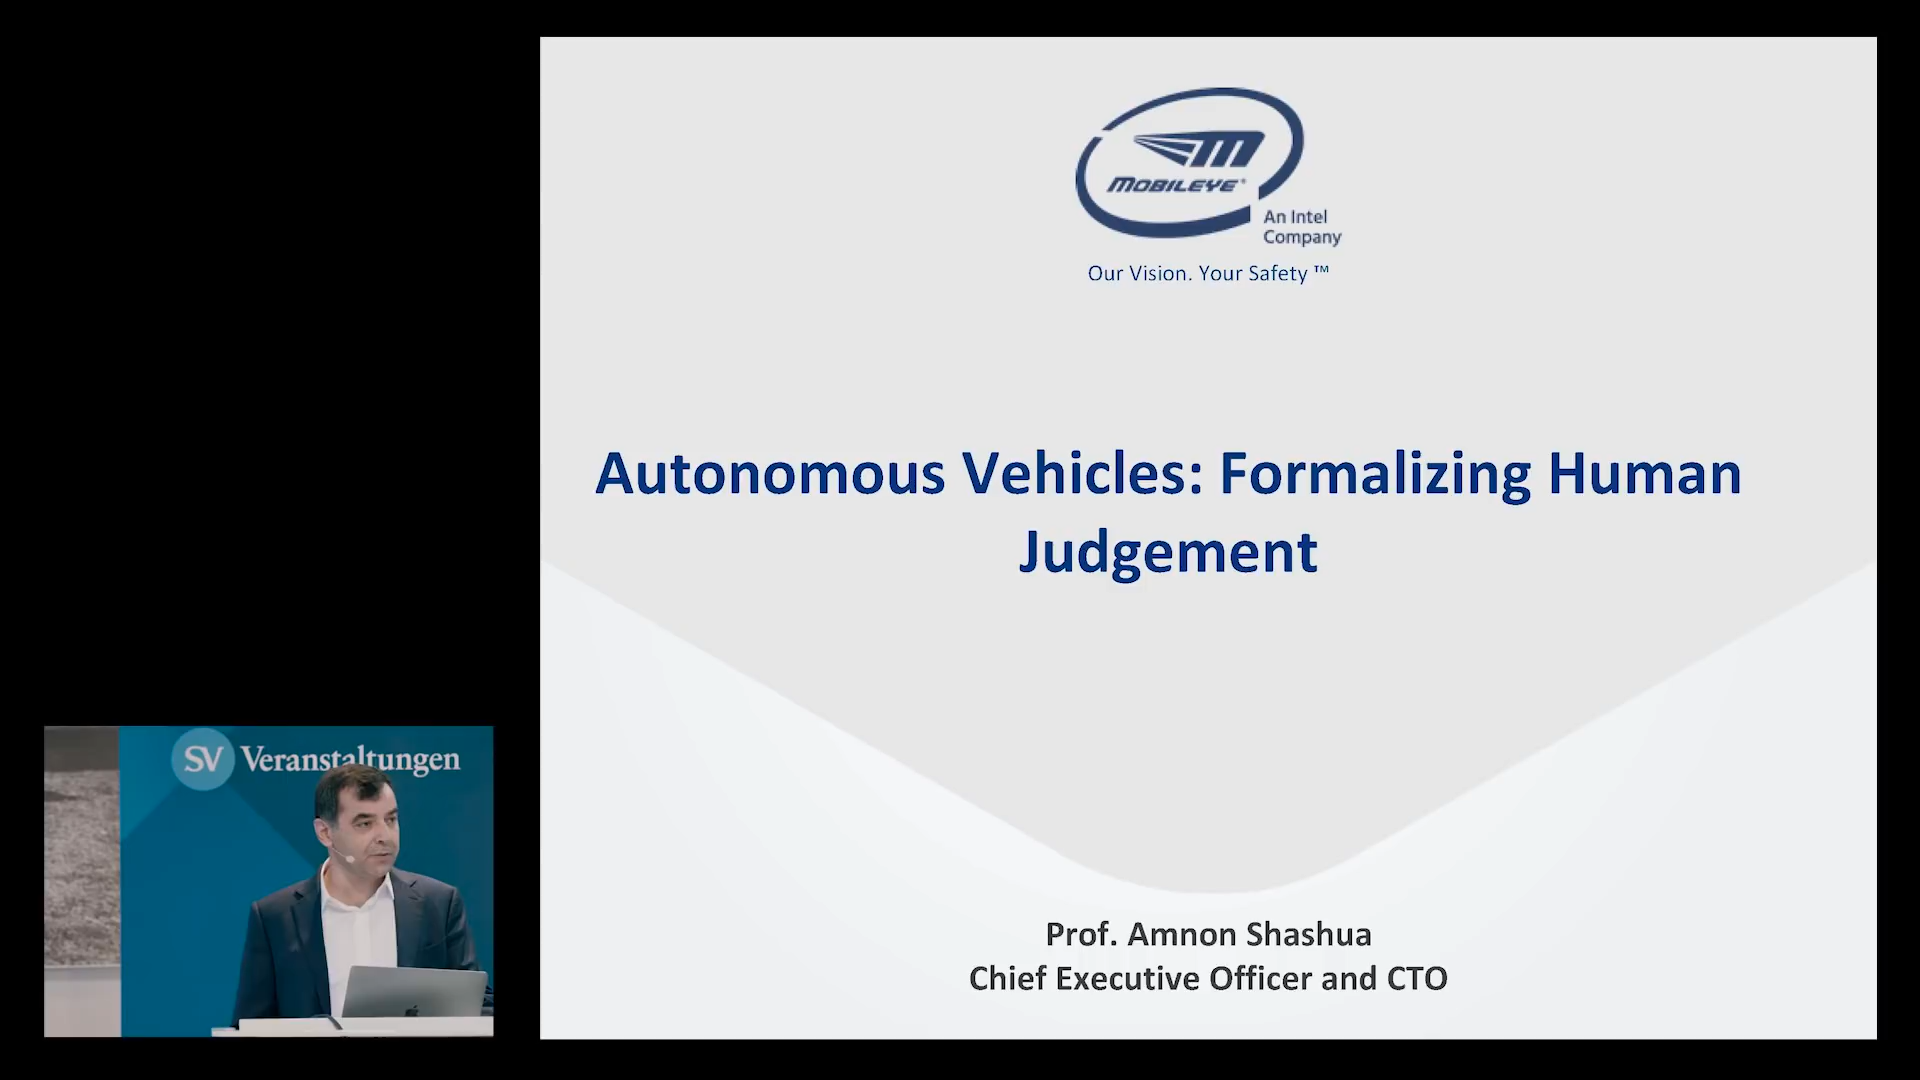 MOBILEYE
An Intel
Company
Our Vision. Your Safety ™
Autonomous Vehicles: Formalizing Human
Judgement
SV Veranstaltungen
Prof. Amnon Shashua
Chief Executive Officer and CTO